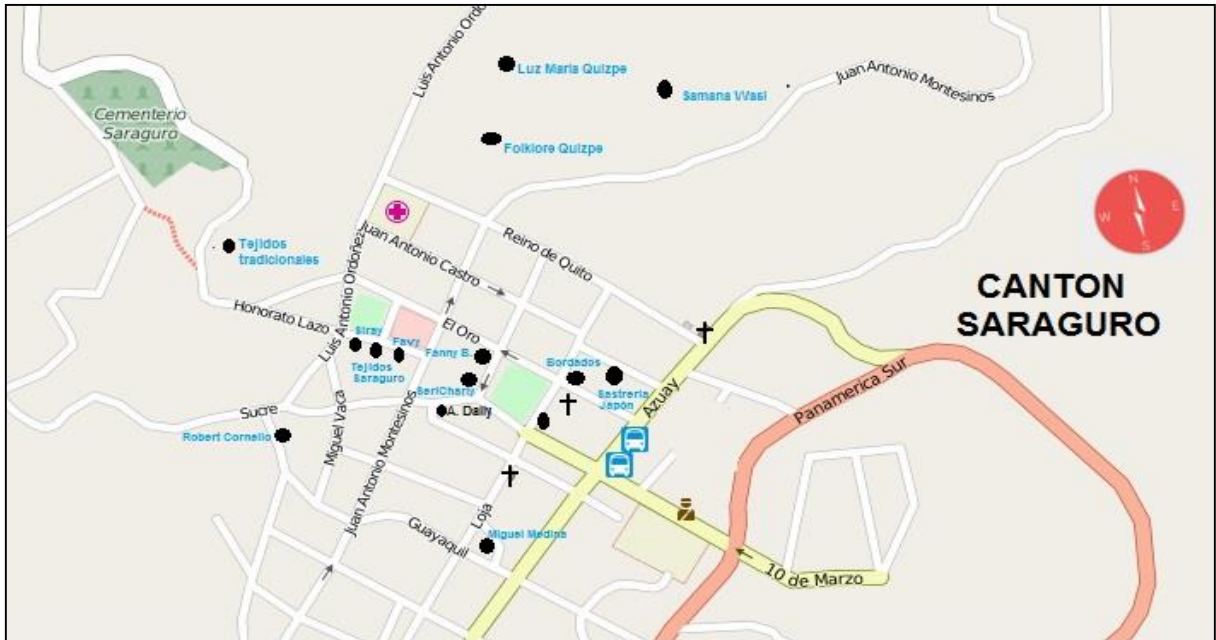 Luis Antonio Ordo
Luz Maria Quizpe
Samana Wasi
Juan Antonio Montesinos
Cementerio
Saraguro
Folklore Quizpe
N
W
E
S
Tejidos
tradicionales
Juan Antonio Castro
Reino de Quito
CANTON
SARAGURO
Honorato Lazo
Luis Antonio Ordoñez
El Oro
Siray
Favy
Fanny B.
Tejidos
Saraguro
SeriCharly
Bordados
Sastreria
Japón
Azuay
Panamerica Sur
Sucre
A. Daily
Robert Cornelio
Miguel Vaca
Juan Antonio Montesinos
Loja
Guayaquil
Miguel Medina
10 de Marzo